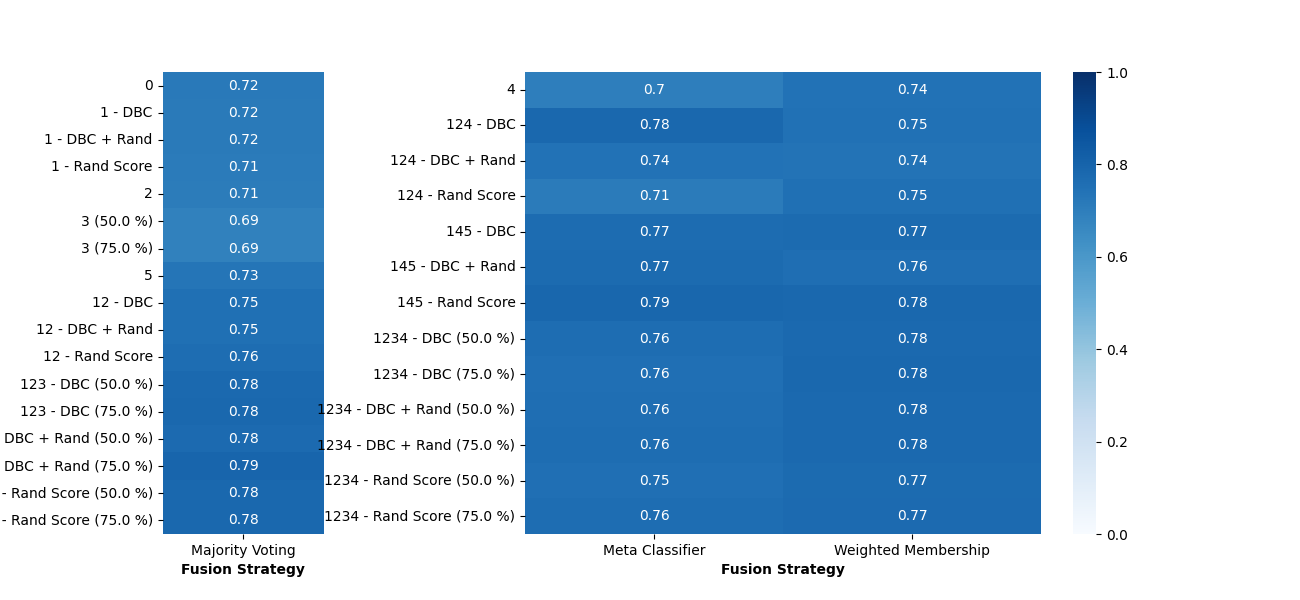 0 0.72
1 - DBC 0.72
1 - DBC + Rand 0.72
1 - Rand Score 0.71
2 0.71
3 (50.0 %) 0.69
3 (75.0 %) 0.69
5 0.73
12 - DBC 0.75
12 - DBC + Rand 0.75
12 - Rand Score 0.76
123 - DBC (50.0 %) 0.78
123 - DBC (75.0 %) 0.78
DBC + Rand (50.0 %) 0.78
DBC + Rand (75.0 %) 0.79
- Rand Score (50.0 %) 0.78
- Rand Score (75.0 %) 0.78
Majority Voting
Fusion Strategy
4 0.7 0.74
124 - DBC 0.78 0.75
124 - DBC + Rand 0.74 0.74
124 - Rand Score 0.71 0.75
145 - DBC 0.77 0.77
145 - DBC + Rand 0.77 0.76
145 - Rand Score 0.79 0.78
1234 - DBC (50.0 %) 0.76 0.78
1234 - DBC (75.0 %) 0.76 0.78
1234 - DBC + Rand (50.0 %) 0.76 0.78
1234 - DBC + Rand (75.0 %) 0.76 0.78
1234 - Rand Score (50.0 %) 0.75 0.77
1234 - Rand Score (75.0 %) 0.76 0.77
Meta Classifier Weighted Membership
Fusion Strategy
1.0
0.8
0.6
0.4
0.2
0.0